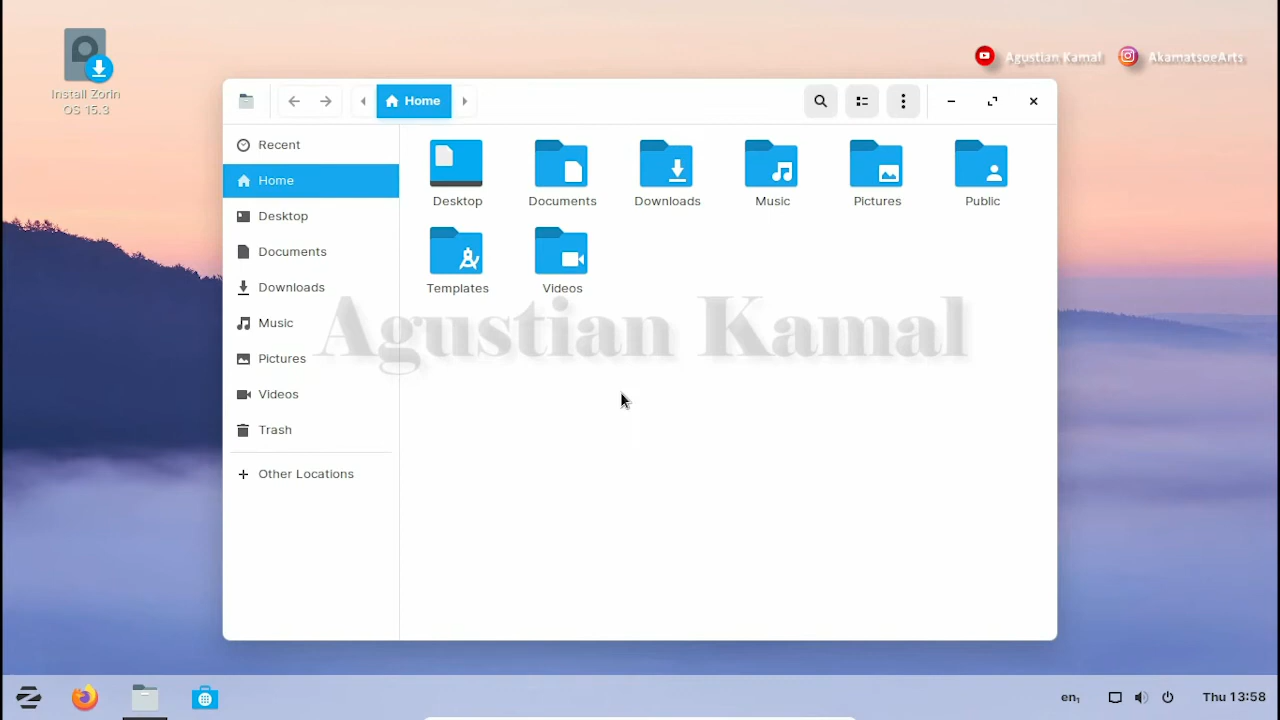 Install Zorin
OS 15.3
Agustian Kamal
AkamatsoeArts
Home
Recent
Home
Desktop
Documents
Downloads
Music
Pictures
Videos
Trash
Other Locations
Desktop
Documents
Downloads
Music
Pictures
Public
Templates
Videos
Agustian Kamal
en₁
Thu 13:58